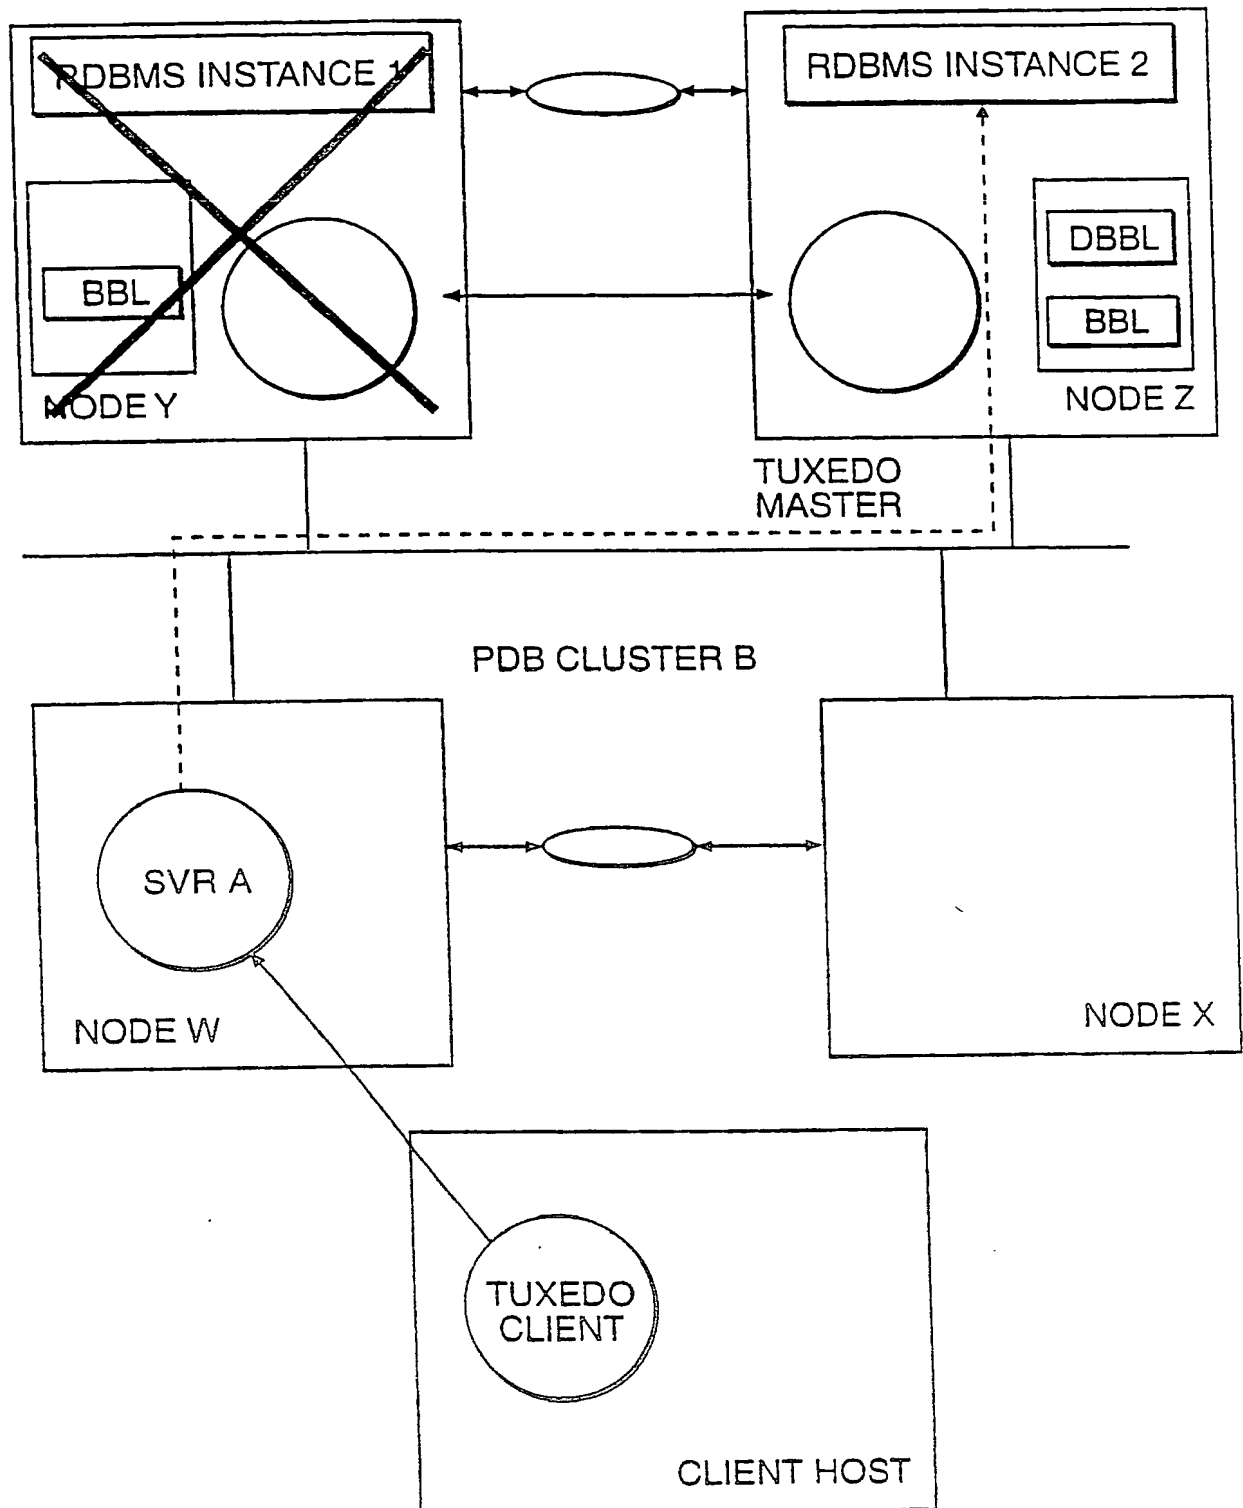 RDBMS INSTANCE 1
RDBMS INSTANCE 2
BBL
DBBL
BBL
NODE Y
NODE Z
TUXEDO
MASTER
PDB CLUSTER B
SVR A
NODE W
NODE X
TUXEDO
CLIENT
CLIENT HOST